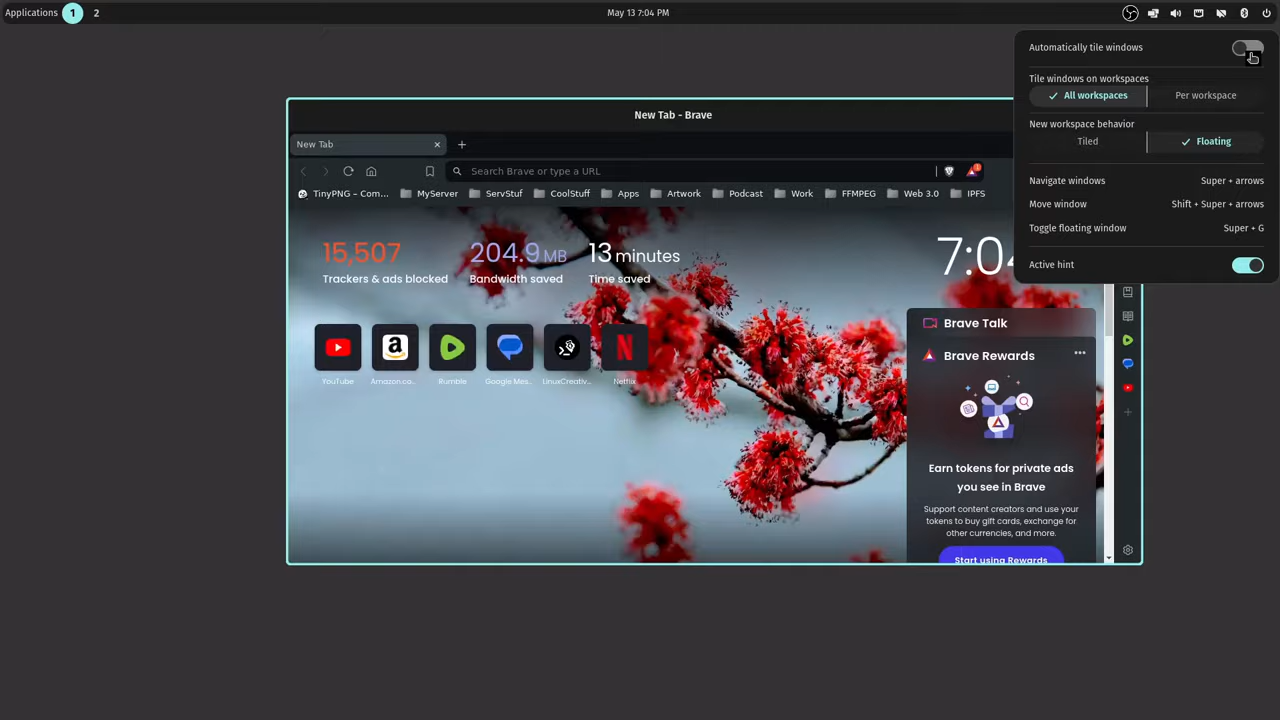 Applications 1 2 May 13 7:04 PM
Automatically tile windows
Tile windows on workspaces
All workspaces Per workspace
New workspace behavior
Tiled Floating
Navigate windows Super + arrows
Move window Shift + Super + arrows
Toggle floating window Super + G
Active hint
New Tab - Brave
New Tab
Search Brave or type a URL 1
TinyPNG – Com... MyServer ServStuf CoolStuff Apps Artwork Podcast Work FFMPEG Web 3.0 IPFS
15,507 204.9 MB 13 minutes 7:04
Trackers & ads blocked Bandwidth saved Time saved
YouTube Amazon.co... Rumble Google Mes... LinuxCreativ... Netflix
Brave Talk
Brave Rewards
Earn tokens for private ads
you see in Brave
Support content creators and use your
tokens to buy gift cards, exchange for
other currencies, and more.
Start using Rewards